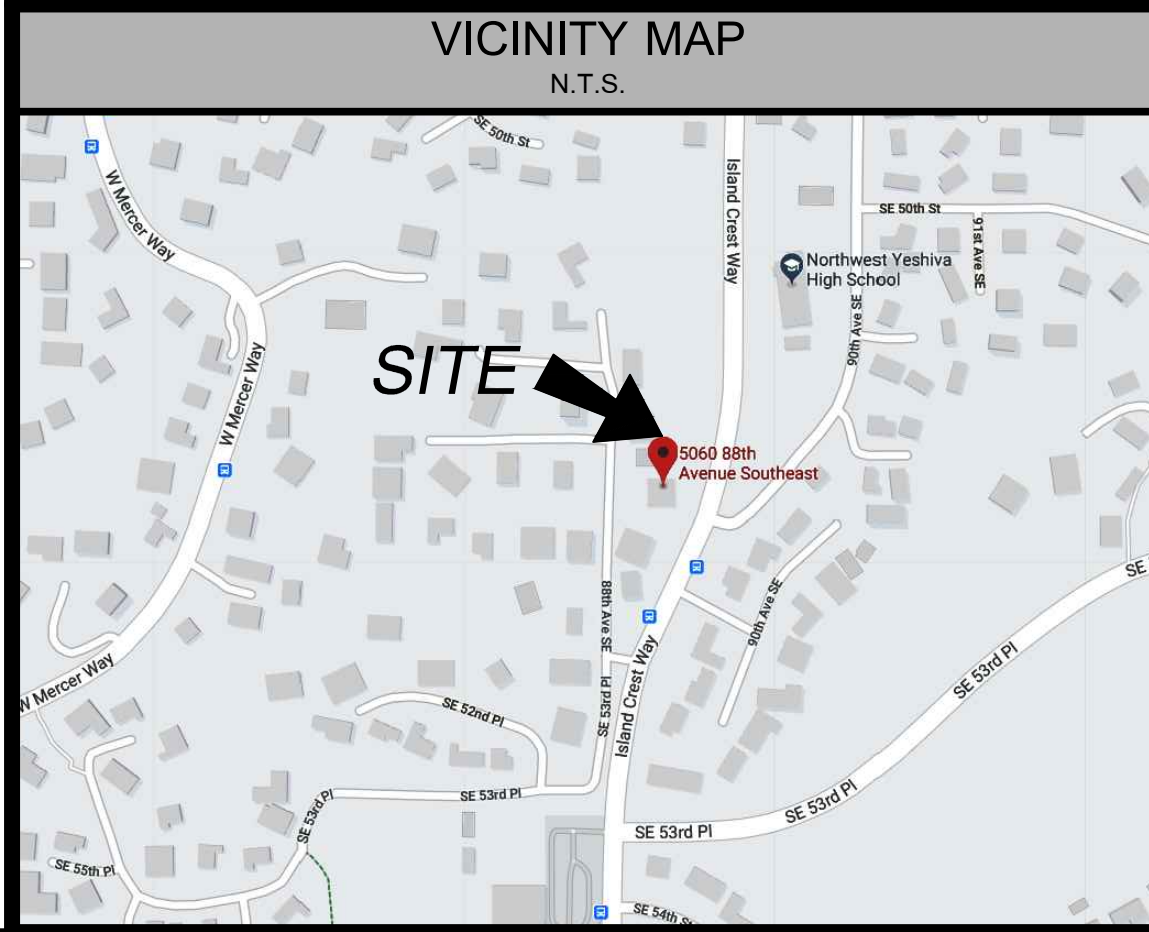 VICINITY MAP
N.T.S.
SE 50th St
W Mercer Way
Island Crest Way
SE 50th St
91st Ave SE
Northwest Yeshiva
High School
90th Ave SE
W Mercer Way
SITE
5060 88th
Avenue Southeast
88th Ave SE
90th Ave SE
SE
W Mercer Way
Island Crest Way
SE 53rd Pl
SE 53rd Pl
SE 52nd Pl
SE 53rd Pl
SE 53rd Pl
SE 53rd Pl
SE 53rd Pl
SE 55th Pl
SE 54th St